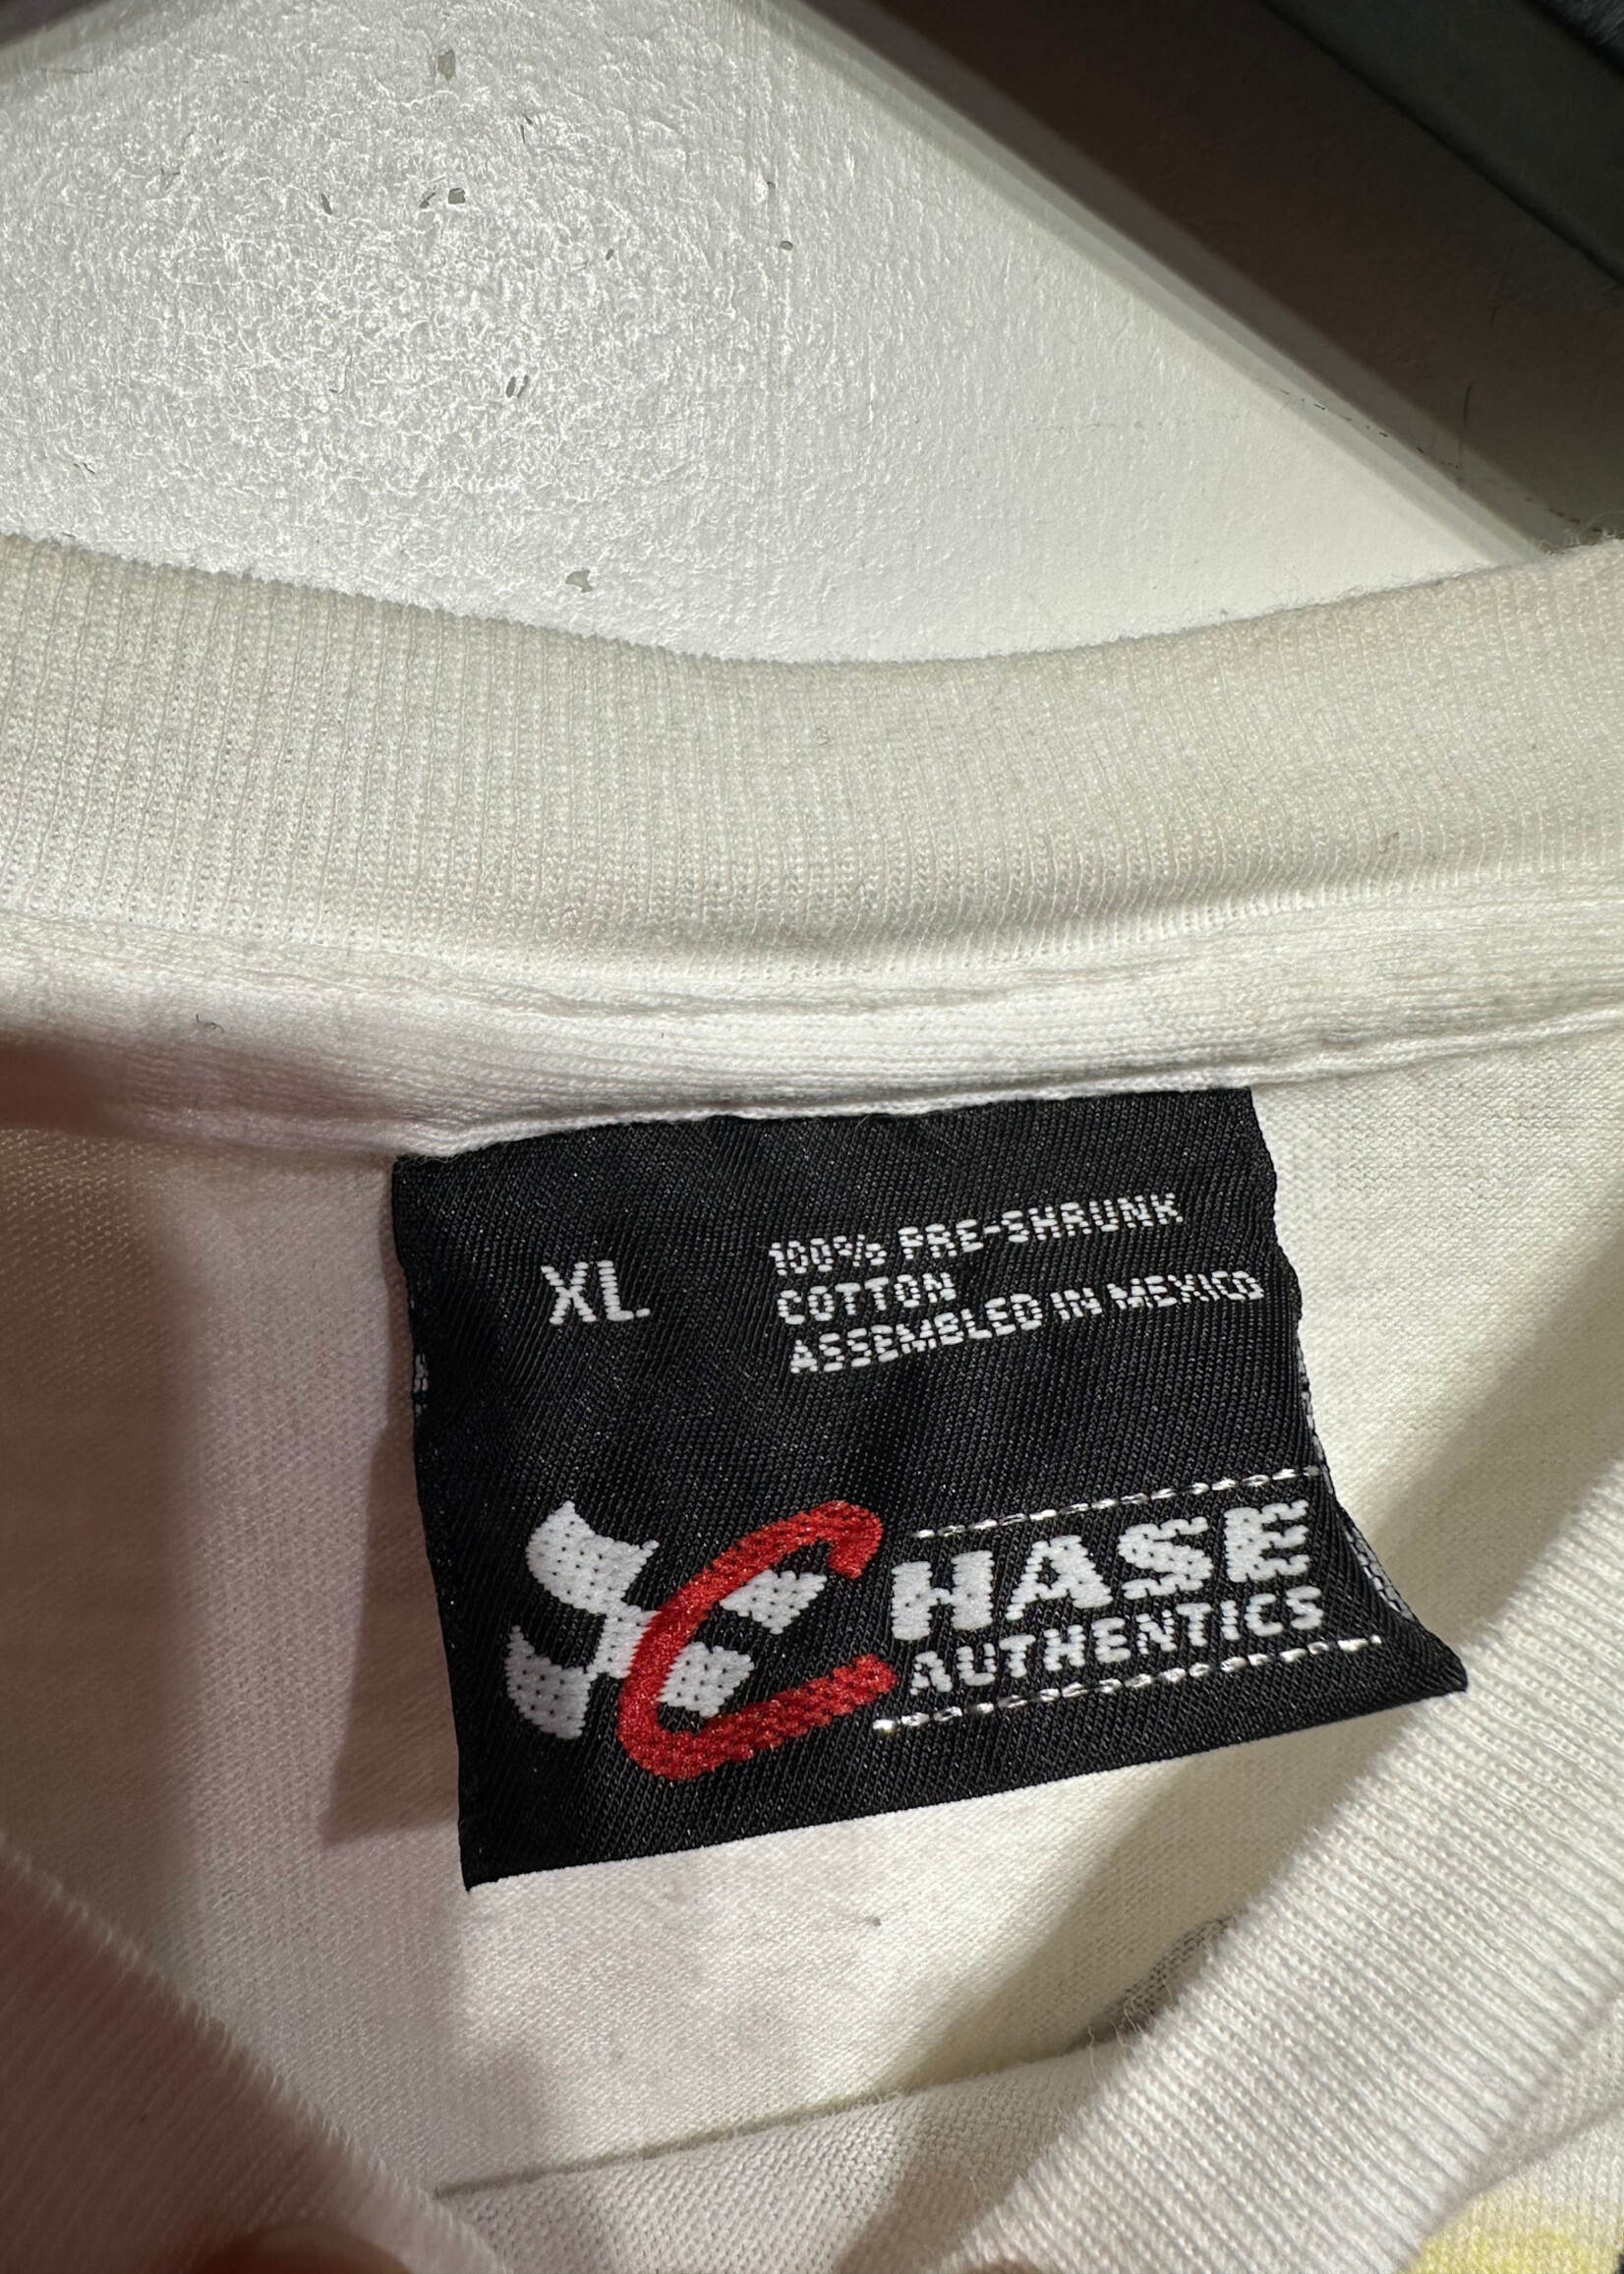 XL
100% PRE-SHRUNK
COTTON
ASSEMBLED IN MEXICO
CHASE
AUTHENTICS